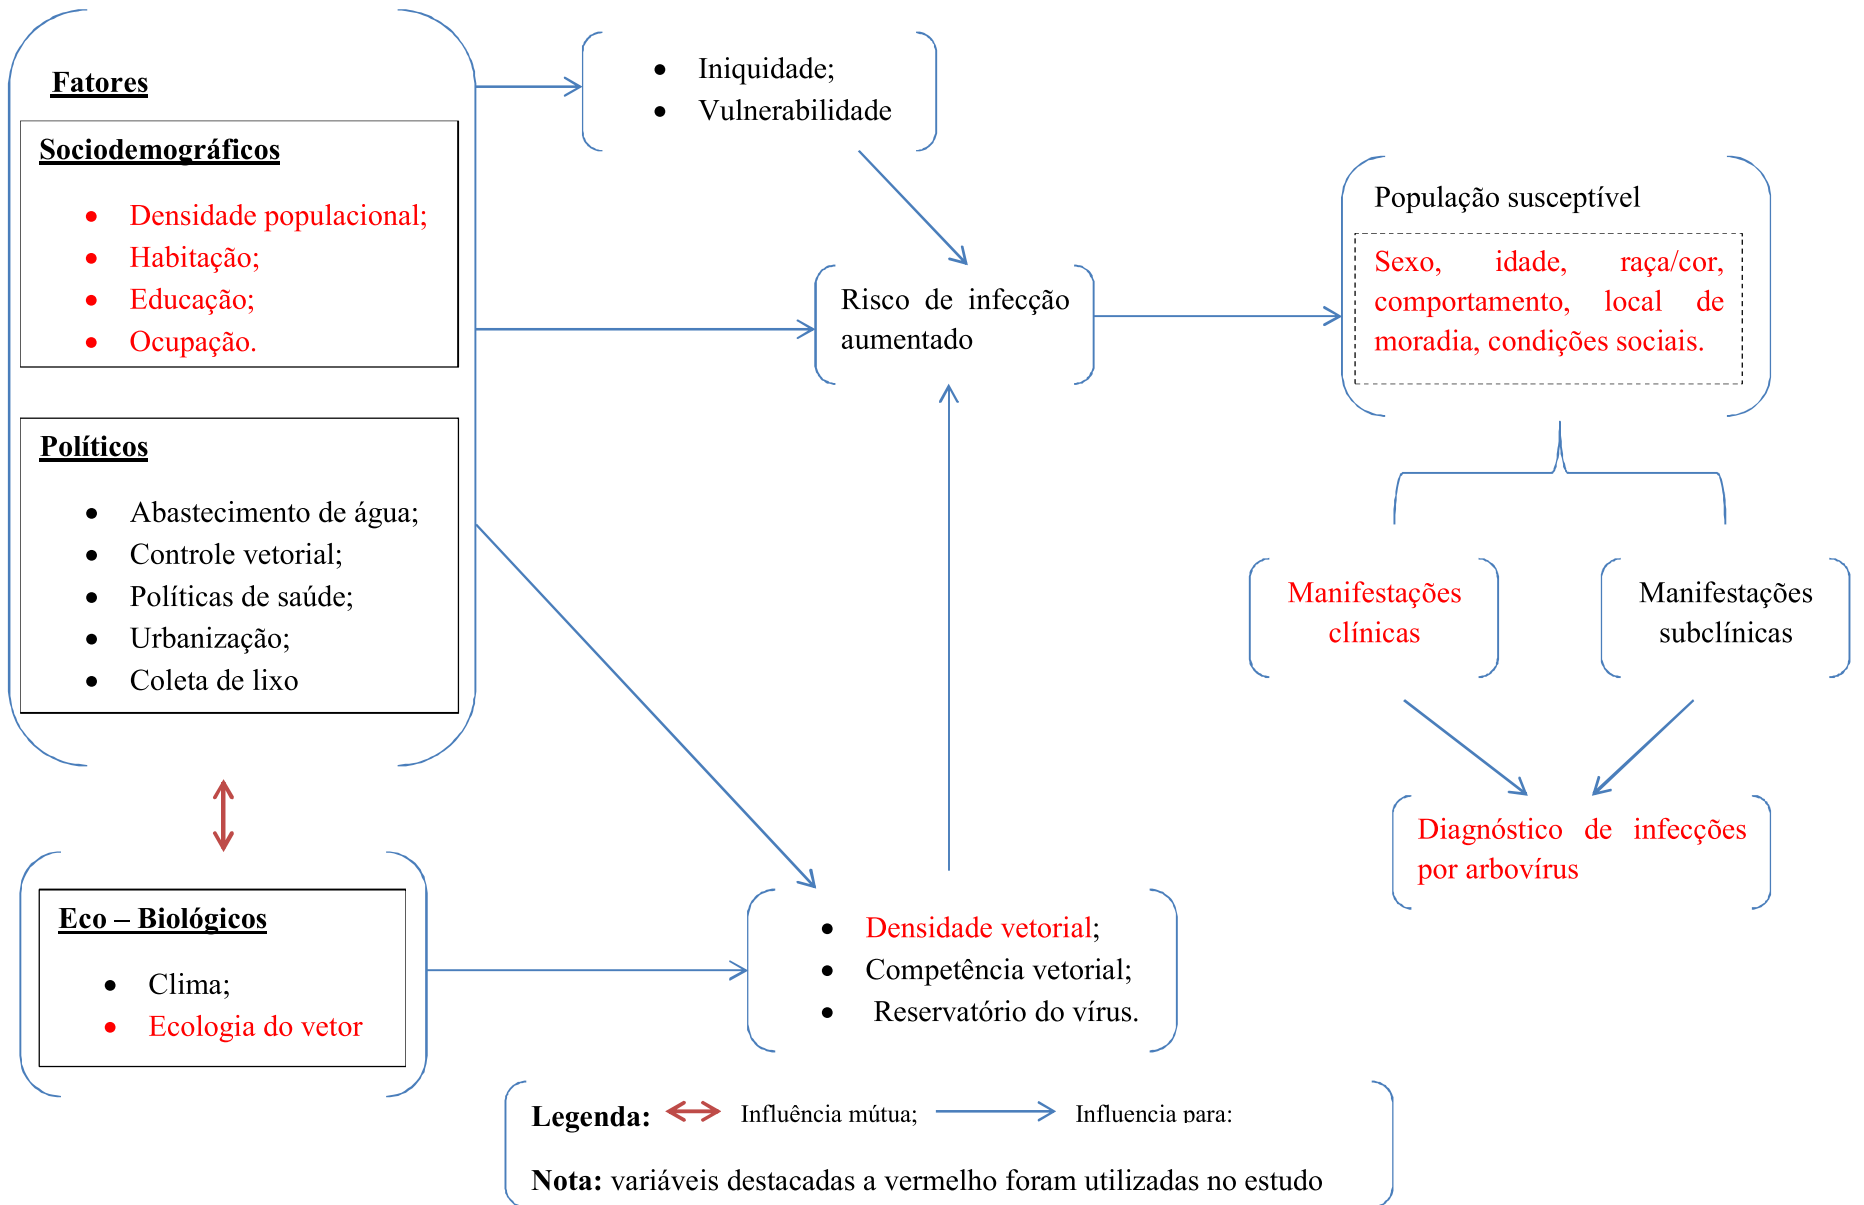 Fatores
Sociodemográficos
• Densidade populacional;
• Habitação;
• Educação;
• Ocupação.
Políticos
• Abastecimento de água;
• Controle vetorial;
• Políticas de saúde;
• Urbanização;
• Coleta de lixo
Eco – Biológicos
• Clima;
• Ecologia do vetor
• Iniquidade;
• Vulnerabilidade
Risco de infecção
aumentado
• Densidade vetorial;
• Competência vetorial;
• Reservatório do vírus.
População susceptível
Sexo, idade, raça/cor,
comportamento, local de
moradia, condições sociais.
Manifestações
clínicas
Manifestações
subclínicas
Diagnóstico de infecções
por arbovírus
Legenda: Influência mútua; Influencia para:
Nota: variáveis destacadas a vermelho foram utilizadas no estudo